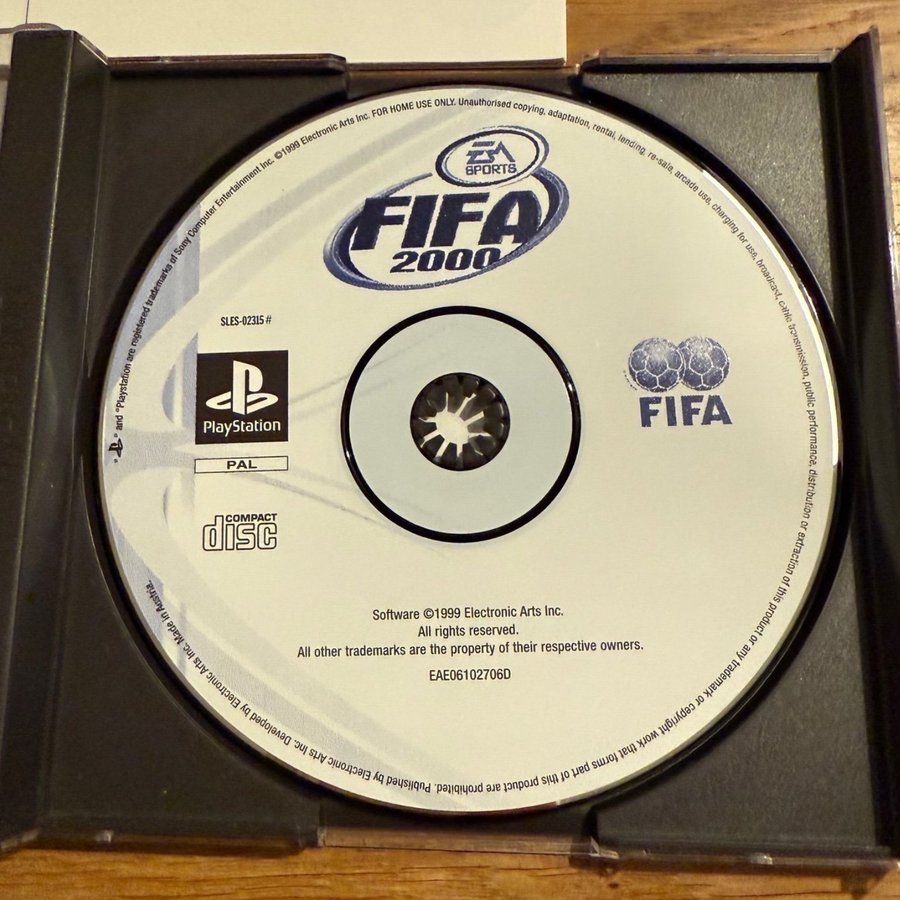 EA
SPORTS
FIFA
2000
SLES-02315 #
PlayStation
PAL
COMPACT
disc
FIFA
Software ©1999 Electronic Arts Inc.
All rights reserved.
All other trademarks are the property of their respective owners.
EAE06102706D
"PS" and "PlayStation are registered trademarks of Sony Computer Entertainment Inc. ©1999 Electronic Arts Inc. FOR HOME USE ONLY. Unauthorised copying, adaptation, rental, lending, re-sale, arcade use, charging for use, broadcast, cable transmission, public performance, distribution or extraction of this product or any trademark or copyright work that forms part of this product are prohibited. Published by Electronic Arts Inc. Developed by Electronic Arts Inc. Made in Austria.